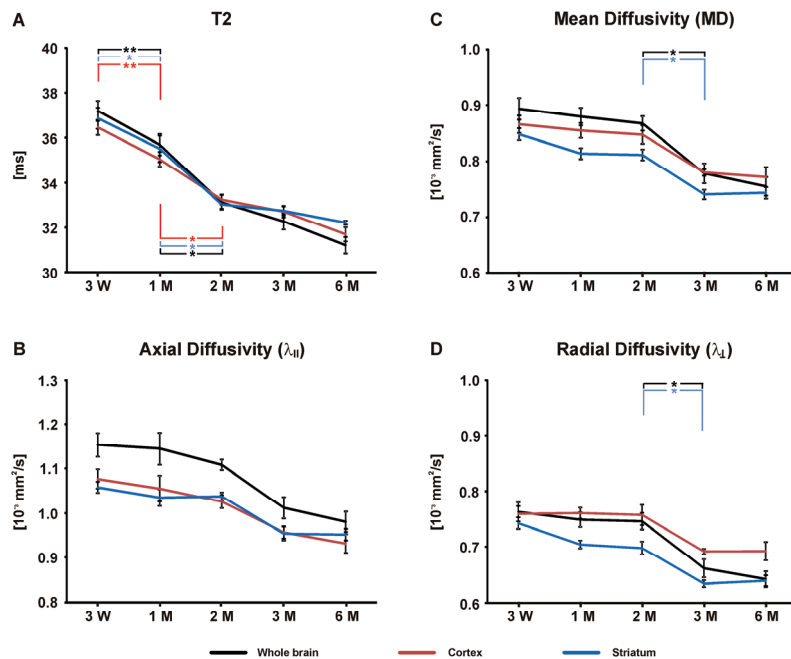 A T2
40
38
36
33
32
30
[ms]
**
*
**
*
*
*
3 W 1 M 2 M 3 M 6 M
C Mean Diffusivity (MD)
1.0
0.9
0.8
0.7
0.6
[10⁻³ mm²/s]
*
*
3 W 1 M 2 M 3 M 6 M
B Axial Diffusivity (λ||)
1.3
1.2
1.1
1.0
0.9
0.8
[10⁻³ mm²/s]
3 W 1 M 2 M 3 M 6 M
D Radial Diffusivity (λ⊥)
1.0
0.9
0.8
0.7
0.6
[10⁻³ mm²/s]
*
*
3 W 1 M 2 M 3 M 6 M
Whole brain Cortex Striatum